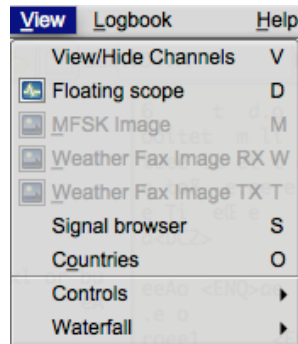 View Logbook Help
View/Hide Channels V
Floating scope D
MFSK Image M
Weather Fax Image RX W
Weather Fax Image TX T
Signal browser S
Countries O
Controls
Waterfall